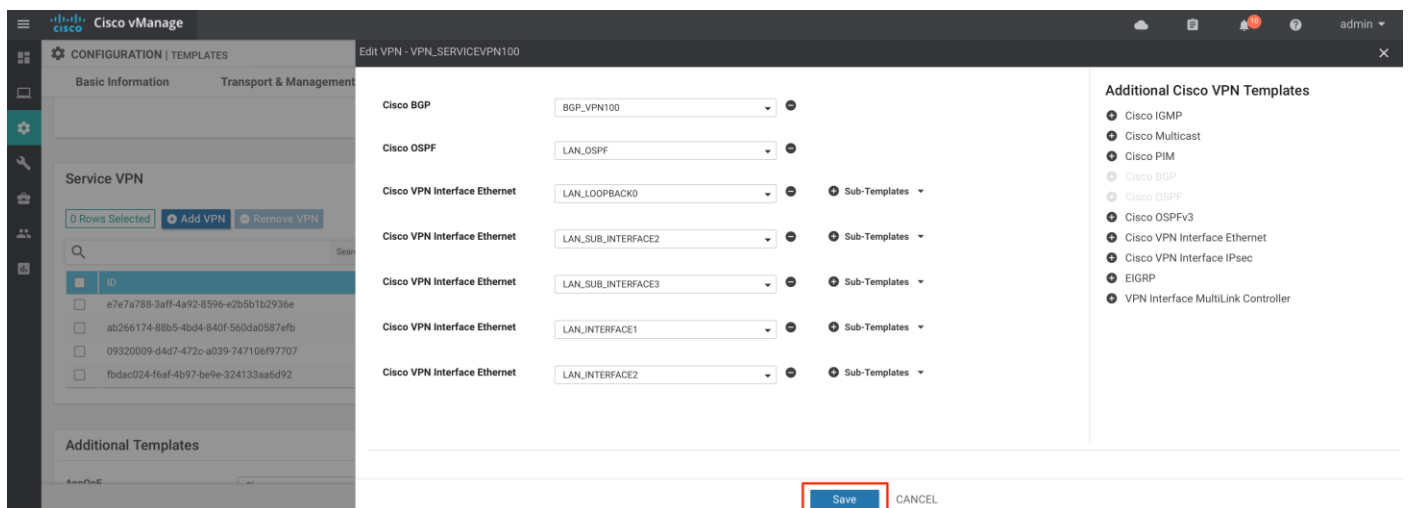 cisco Cisco vManage
10
admin
CONFIGURATION | TEMPLATES
Edit VPN - VPN_SERVICEVPN100
Basic Information Transport & Management
Service VPN
0 Rows Selected Add VPN Remove VPN
ID
e7e7a788-3aff-4a92-8596-e2b5b1b2936e
ab266174-88b5-4bd4-840f-560da0587efb
09320009-d4d7-472c-a039-747106f97707
fbdac024-f6af-4b97-be9e-324133aa6d92
Additional Templates
Cisco BGP BGP_VPN100
Cisco OSPF LAN_OSPF
Cisco VPN Interface Ethernet LAN_LOOPBACK0 Sub-Templates
Cisco VPN Interface Ethernet LAN_SUB_INTERFACE2 Sub-Templates
Cisco VPN Interface Ethernet LAN_SUB_INTERFACE3 Sub-Templates
Cisco VPN Interface Ethernet LAN_INTERFACE1 Sub-Templates
Cisco VPN Interface Ethernet LAN_INTERFACE2 Sub-Templates
Additional Cisco VPN Templates
Cisco IGMP
Cisco Multicast
Cisco PIM
Cisco BGP
Cisco OSPF
Cisco OSPFv3
Cisco VPN Interface Ethernet
Cisco VPN Interface IPsec
EIGRP
VPN Interface MultiLink Controller
Save CANCEL